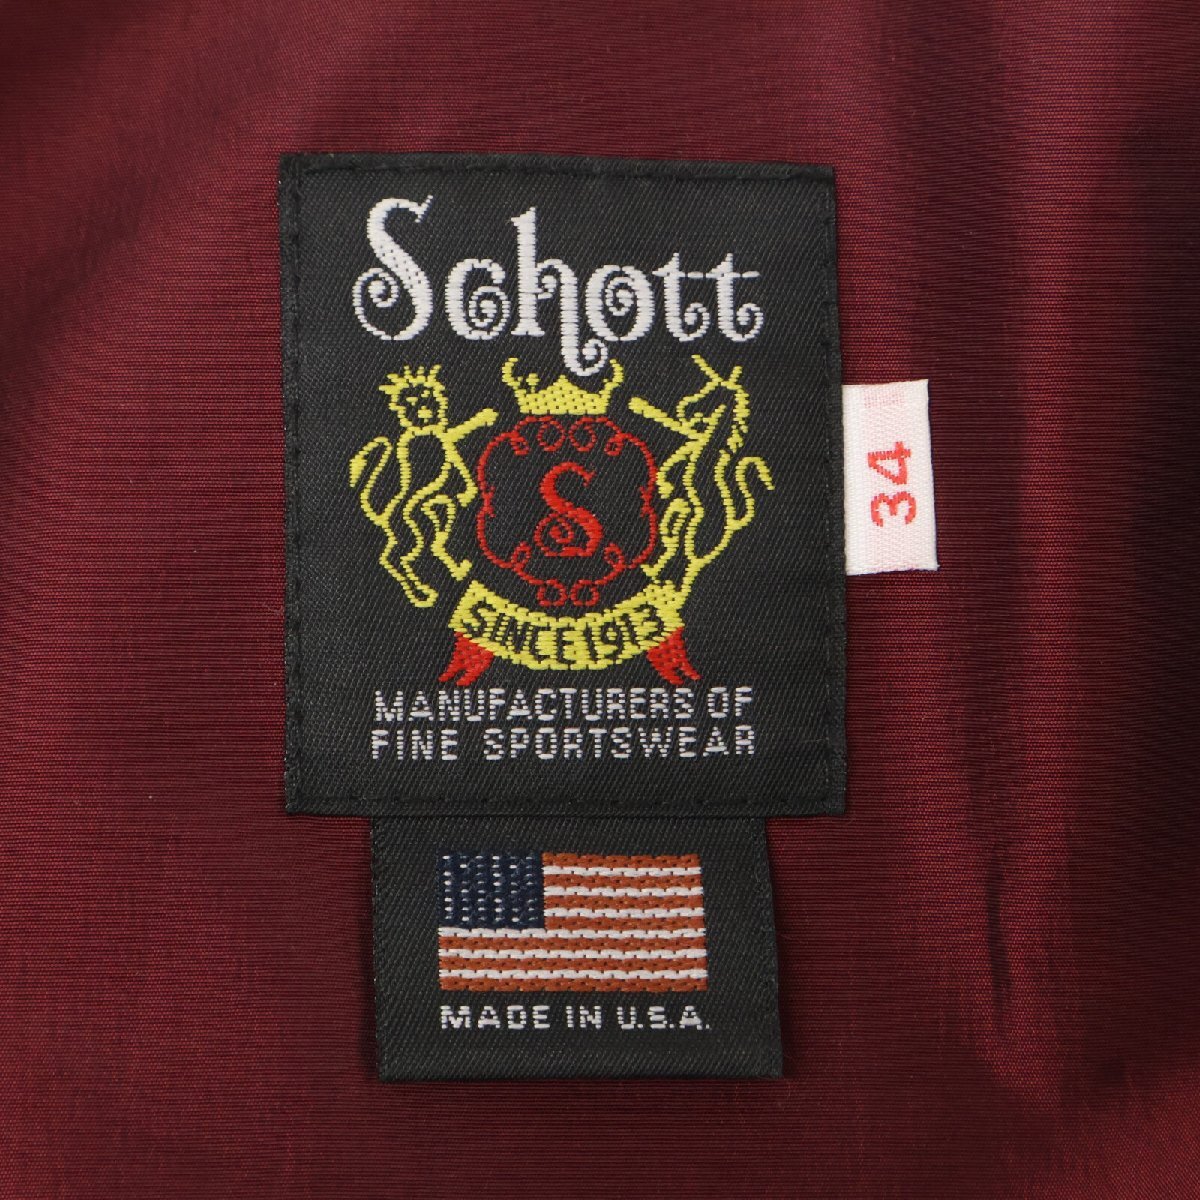 Schott
S
SINCE 1913
MANUFACTURERS OF
FINE SPORTSWEAR
34
MADE IN U.S.A.